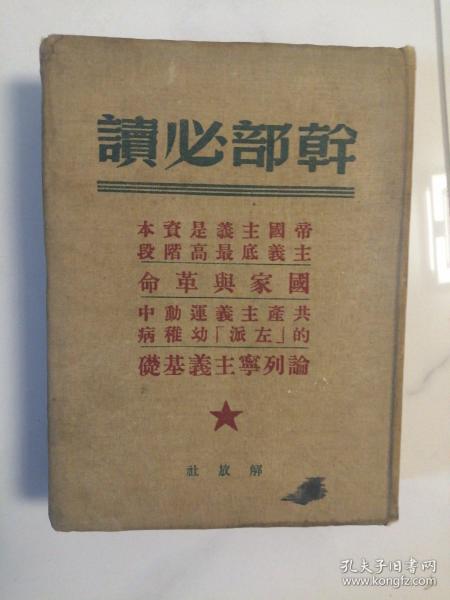 幹部必讀
帝國主義是資本
主義底最高階段
國家與革命
共產主義運動中
的「左派」幼稚病
論列寧主義基礎
解放社
孔夫子旧书网
www.kongfz.com